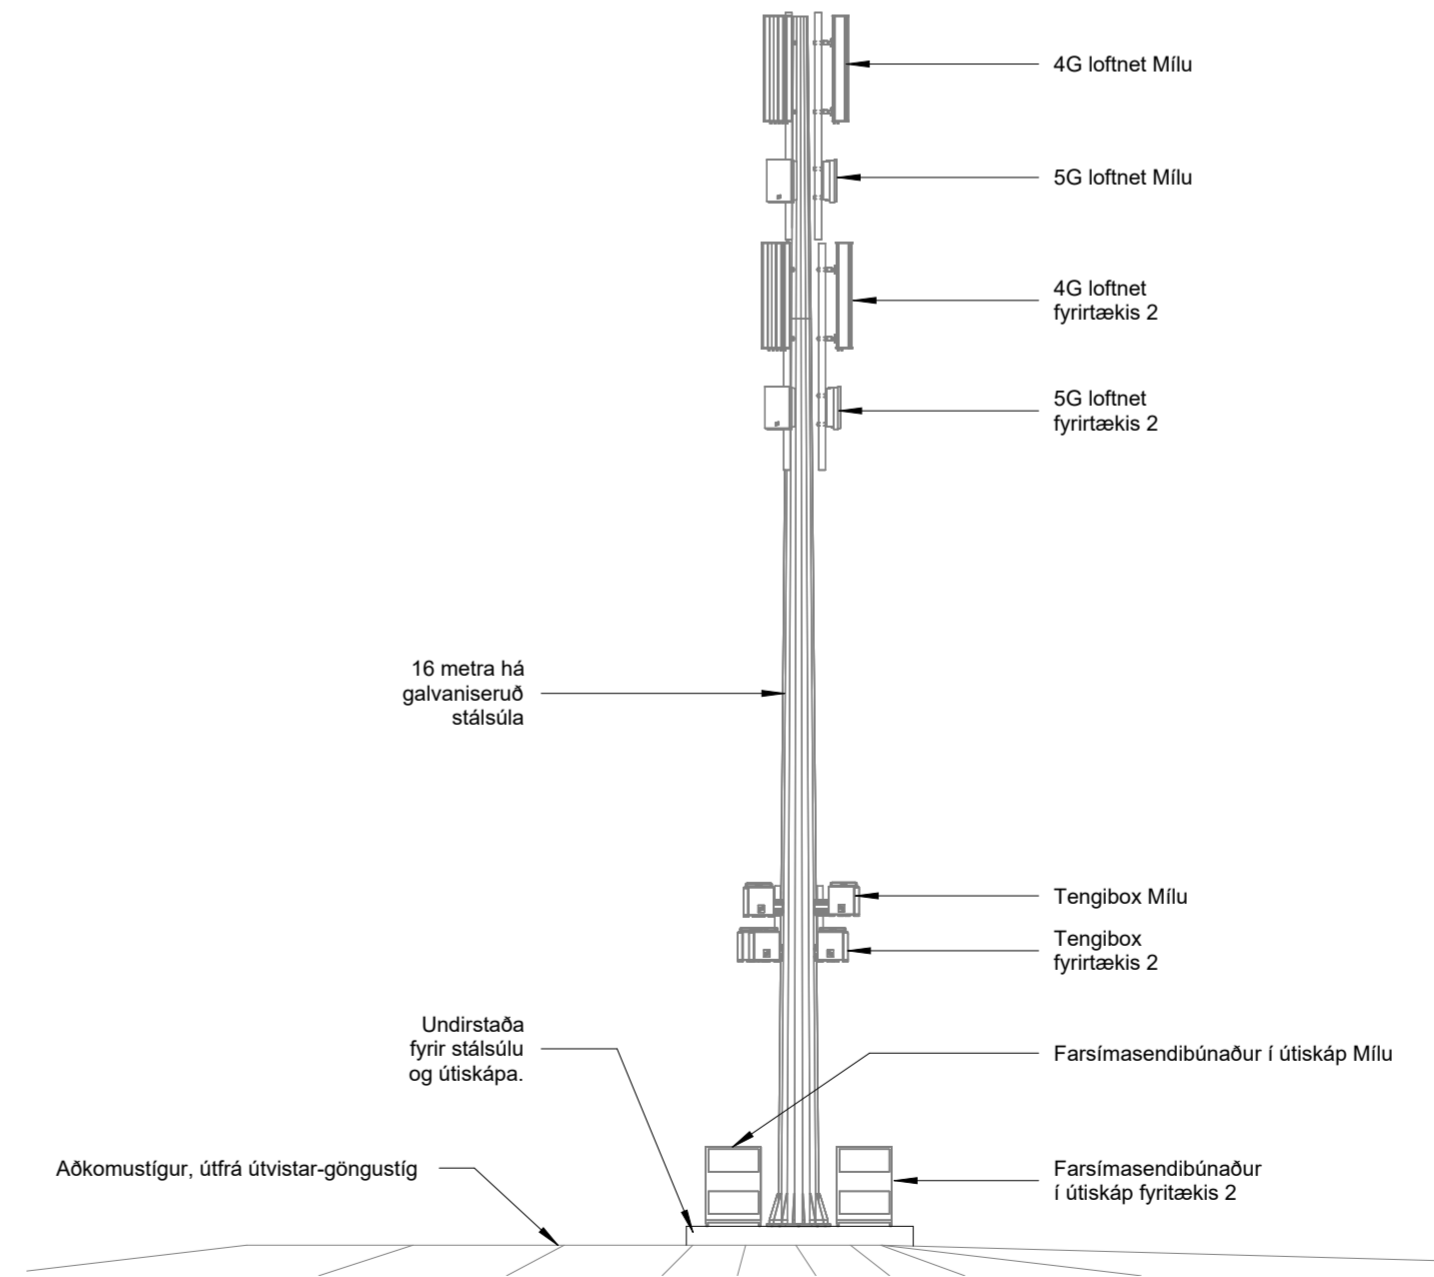 4G loftnet Mílu
5G loftnet Mílu
4G loftnet
fyrirtækis 2
5G loftnet
fyrirtækis 2
16 metra há
galvaniseruð
stálsúla
Tengibox Mílu
Tengibox
fyrirtækis 2
Undirstaða
fyrir stálsúlu
og útiskápa.
Farsímasendibúnaður í útiskáp Mílu
Aðkomustígur, útfrá útvistar-göngustíg
Farsímasendibúnaður
í útiskáp fyritækis 2